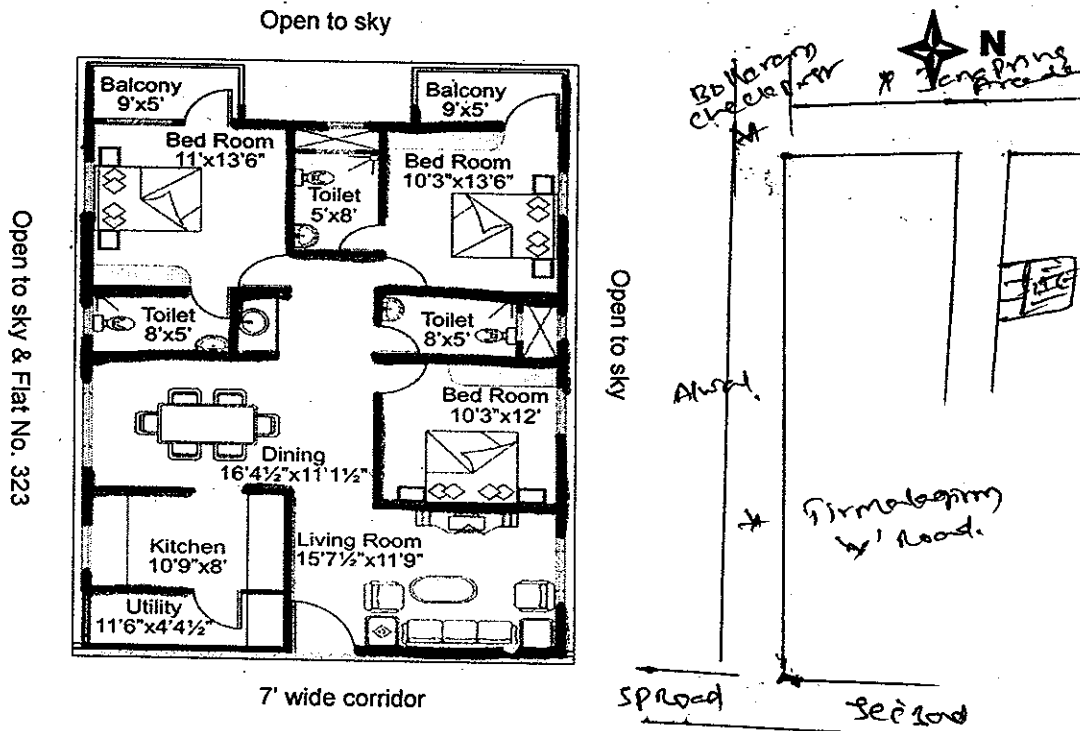 Open to sky
Balcony
9'x5'
Balcony
9'x5'
Bed Room
11'x13'6"
Bed Room
10'3"x13'6"
Toilet
5'x8'
Toilet
8'x5'
Toilet
8'x5'
Bed Room
10'3"x12'
Dining
16'4½"x11'1½"
Kitchen
10'9"x8'
Living Room
15'7½"x11'9"
Utility
11'6"x4'4½"
7' wide corridor
Open to sky & Flat No. 323
Open to sky
N
Bollaram
Checkpost
Alwal.
Road.
SP Road